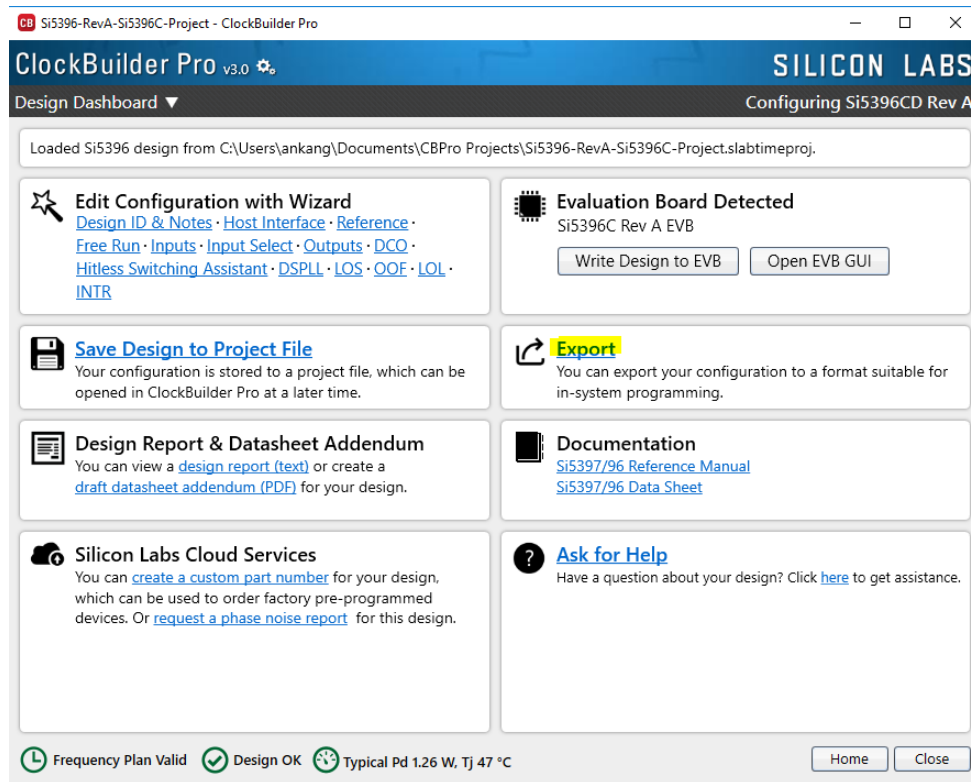 CB Si5396-RevA-Si5396C-Project - ClockBuilder Pro
ClockBuilder Pro v3.0
SILICON LABS
Design Dashboard ▼
Configuring Si5396CD Rev A
Loaded Si5396 design from C:\Users\ankang\Documents\CBPro Projects\Si5396-RevA-Si5396C-Project.slabtimeproj.
Edit Configuration with Wizard
Design ID & Notes · Host Interface · Reference ·
Free Run · Inputs · Input Select · Outputs · DCO ·
Hitless Switching Assistant · DSPLL · LOS · OOF · LOL ·
INTR
Evaluation Board Detected
Si5396C Rev A EVB
Write Design to EVB
Open EVB GUI
Save Design to Project File
Your configuration is stored to a project file, which can be
opened in ClockBuilder Pro at a later time.
Export
You can export your configuration to a format suitable for
in-system programming.
Design Report & Datasheet Addendum
You can view a design report (text) or create a
draft datasheet addendum (PDF) for your design.
Documentation
Si5397/96 Reference Manual
Si5397/96 Data Sheet
Silicon Labs Cloud Services
You can create a custom part number for your design,
which can be used to order factory pre-programmed
devices. Or request a phase noise report for this design.
? Ask for Help
Have a question about your design? Click here to get assistance.
Frequency Plan Valid
Design OK
Typical Pd 1.26 W, Tj 47 °C
Home
Close